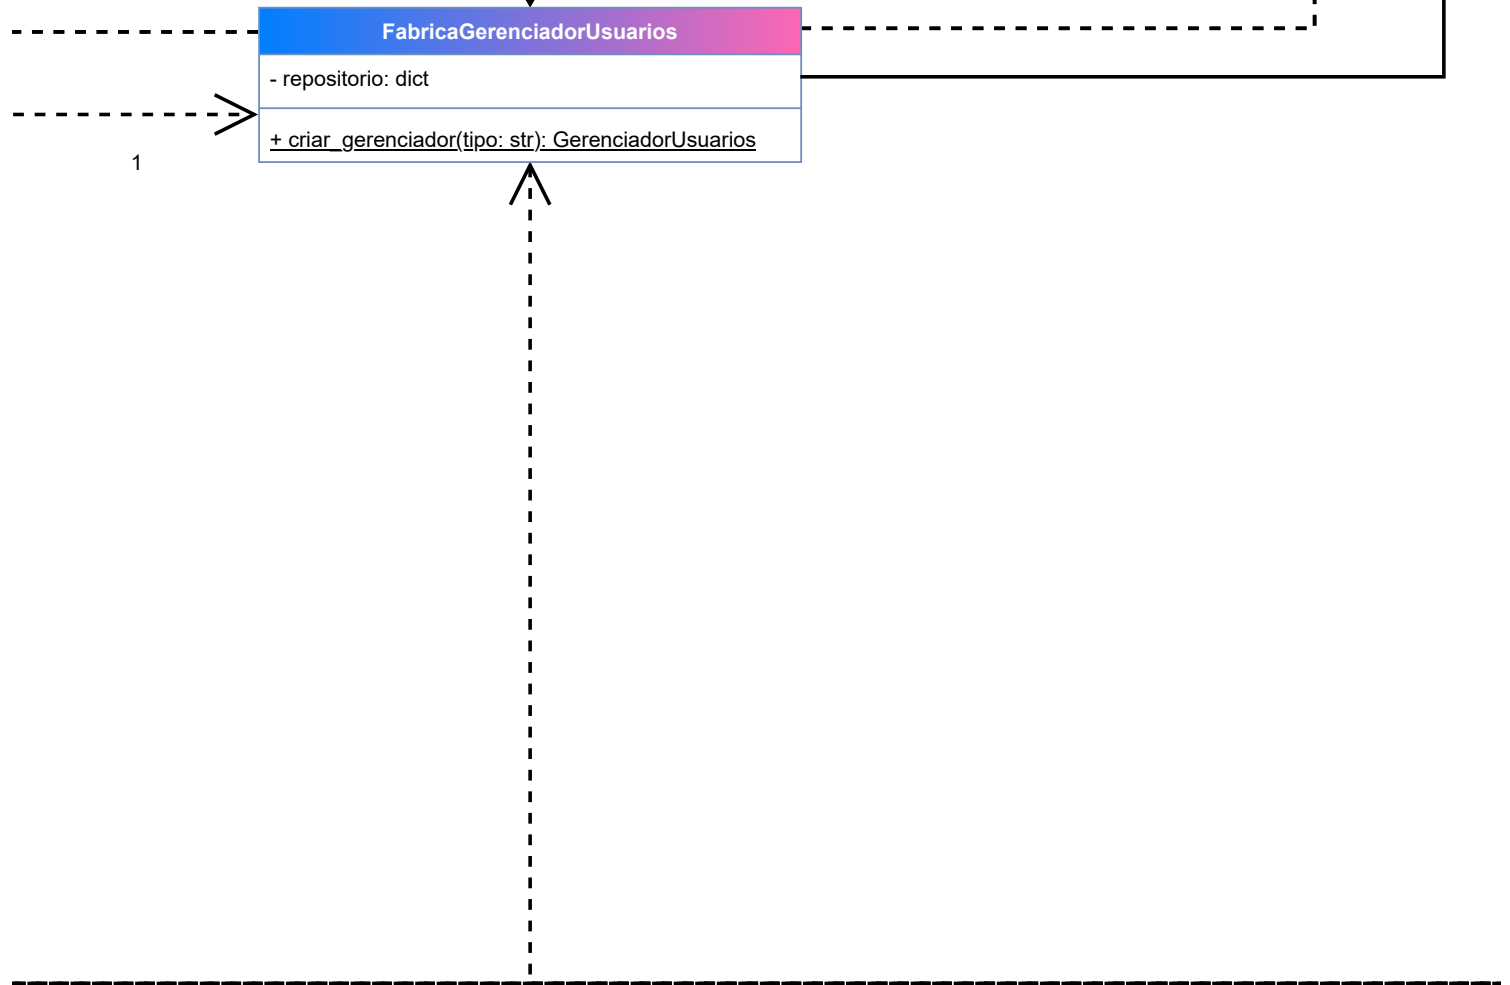 FabricaGerenciadorUsuarios
- repositorio: dict
+ criar_gerenciador(tipo: str): GerenciadorUsuarios
1